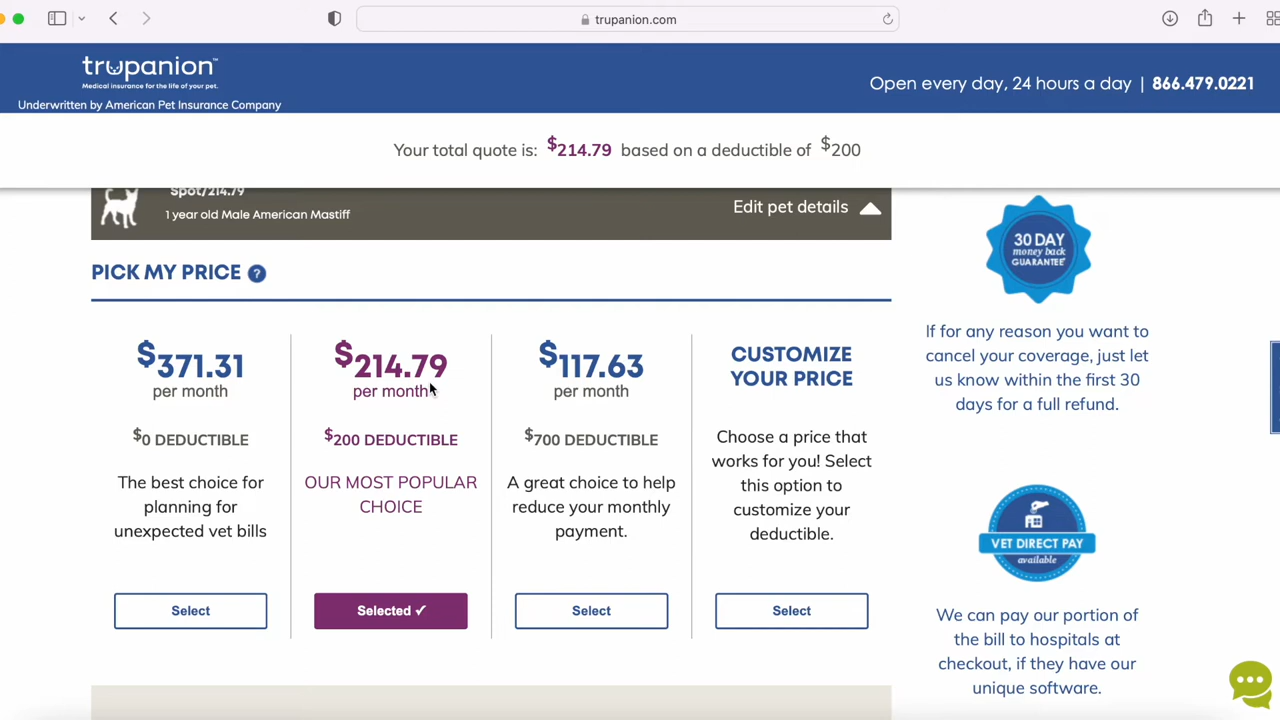 trupanion.com
trupanion™
Medical insurance for the life of your pet.
Underwritten by American Pet Insurance Company
Open every day, 24 hours a day | 866.479.0221
Your total quote is: $214.79 based on a deductible of $200
Spot/214.79
1 year old Male American Mastiff
Edit pet details
PICK MY PRICE ?
$371.31
per month
$0 DEDUCTIBLE
The best choice for
planning for
unexpected vet bills
Select
$214.79
per month
$200 DEDUCTIBLE
OUR MOST POPULAR
CHOICE
Selected ✓
$117.63
per month
$700 DEDUCTIBLE
A great choice to help
reduce your monthly
payment.
Select
CUSTOMIZE
YOUR PRICE
Choose a price that
works for you! Select
this option to
customize your
deductible.
Select
30 DAY
money back
GUARANTEE
If for any reason you want to
cancel your coverage, just let
us know within the first 30
days for a full refund.
VET DIRECT PAY
available
We can pay our portion of
the bill to hospitals at
checkout, if they have our
unique software.